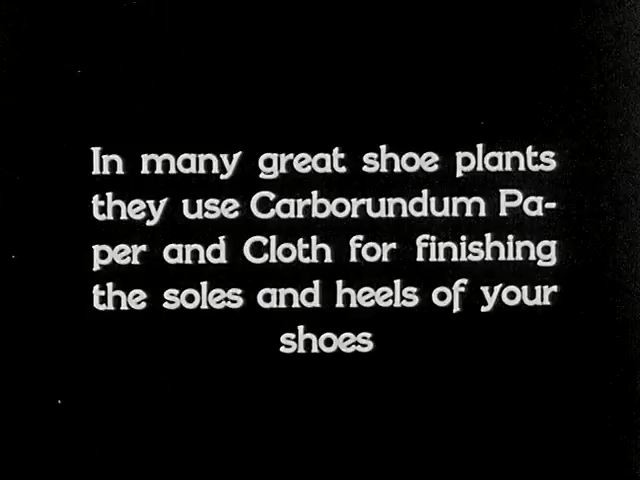 In many great shoe plants
they use Carborundum Pa-
per and Cloth for finishing
the soles and heels of your
shoes